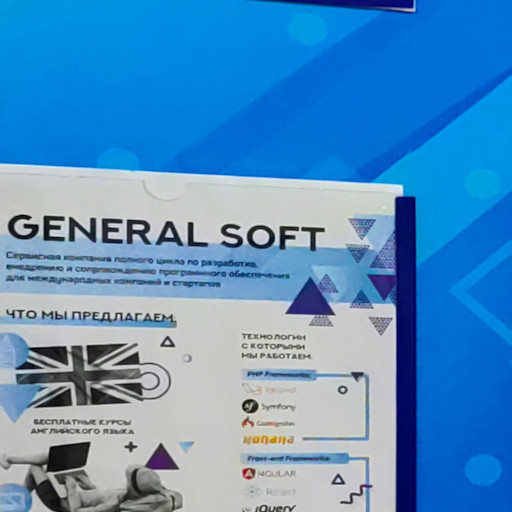 GENERAL SOFT
Сервисная компания полного цикла по разработке,
внедрению и сопровождению программного обеспечения
для международных компаний и стартапов
ЧТО МЫ ПРЕДЛАГАЕМ:
БЕСПЛАТНЫЕ КУРСЫ
АНГЛИЙСКОГО ЯЗЫКА
ТЕХНОЛОГИИ
С КОТОРЫМИ
МЫ РАБОТАЕМ:
PHP Frameworks:
laravel
Symfony
CodeIgniter
kohana
Front-end Frameworks:
ANGULAR
React
jQuery